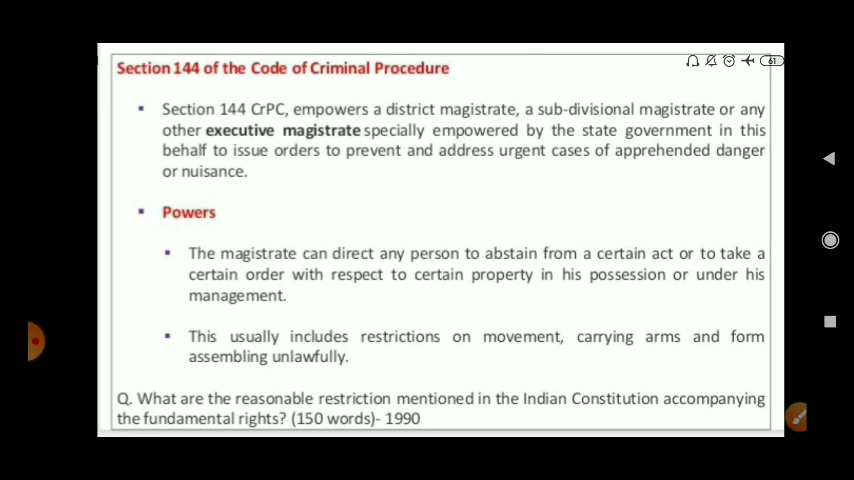 Section 144 of the Code of Criminal Procedure
61
▪ Section 144 CrPC, empowers a district magistrate, a sub-divisional magistrate or any
other executive magistrate specially empowered by the state government in this
behalf to issue orders to prevent and address urgent cases of apprehended danger
or nuisance.
▪ Powers
▪ The magistrate can direct any person to abstain from a certain act or to take a
certain order with respect to certain property in his possession or under his
management.
▪ This usually includes restrictions on movement, carrying arms and form
assembling unlawfully.
Q. What are the reasonable restriction mentioned in the Indian Constitution accompanying
the fundamental rights? (150 words)- 1990